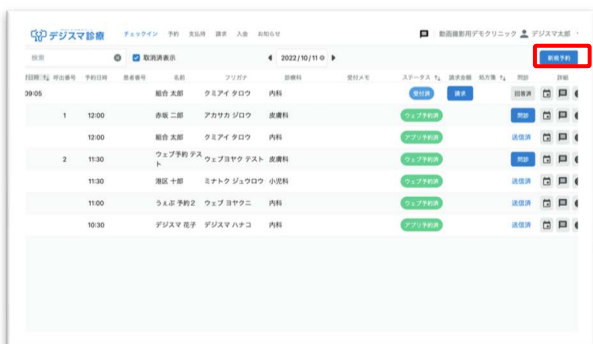 デジスマ診療 チェックイン 予約 支払待 請求 入金 お知らせ 動画撮影用デモクリニック デジスマ太郎
検索 取消済表示 2022/10/11 新規予約
付日時 呼出番号 予約日時 患者番号 名前 フリガナ 診療科 受付メモ ステータス 請求金額 処方箋 問診 詳細
09:05 組合 太郎 クミアイ タロウ 内科 受付済 請求 回答済
1 12:00 赤坂 二郎 アカサカ ジロウ 皮膚科 ウェブ予約済 問診
12:00 組合 太郎 クミアイ タロウ 内科 アプリ予約済 送信済
2 11:30 ウェブ予約 テスト ウェブヨヤク テスト 皮膚科 ウェブ予約済 問診
11:30 港区 十郎 ミナトク ジュウロウ 小児科 ウェブ予約済 送信済
11:00 うぇぶ 予約2 ウェブ ヨヤクニ 内科 ウェブ予約済 送信済
10:30 デジスマ 花子 デジスマ ハナコ 内科 アプリ予約済 送信済